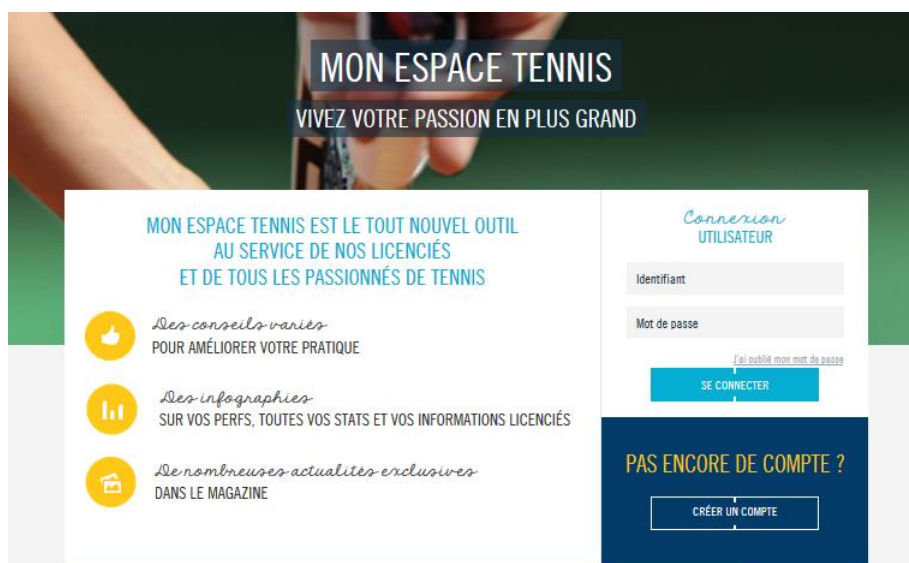 MON ESPACE TENNIS
VIVEZ VOTRE PASSION EN PLUS GRAND
MON ESPACE TENNIS EST LE TOUT NOUVEL OUTIL
AU SERVICE DE NOS LICENCIÉS
ET DE TOUS LES PASSIONNÉS DE TENNIS
Des conseils variés
POUR AMÉLIORER VOTRE PRATIQUE
Des infographies
SUR VOS PERFS, TOUTES VOS STATS ET VOS INFORMATIONS LICENCIÉS
De nombreuses actualités exclusives
DANS LE MAGAZINE
Connexion
UTILISATEUR
Identifiant
Mot de passe
J'ai oublié mon mot de passe
SE CONNECTER
PAS ENCORE DE COMPTE ?
CRÉER UN COMPTE